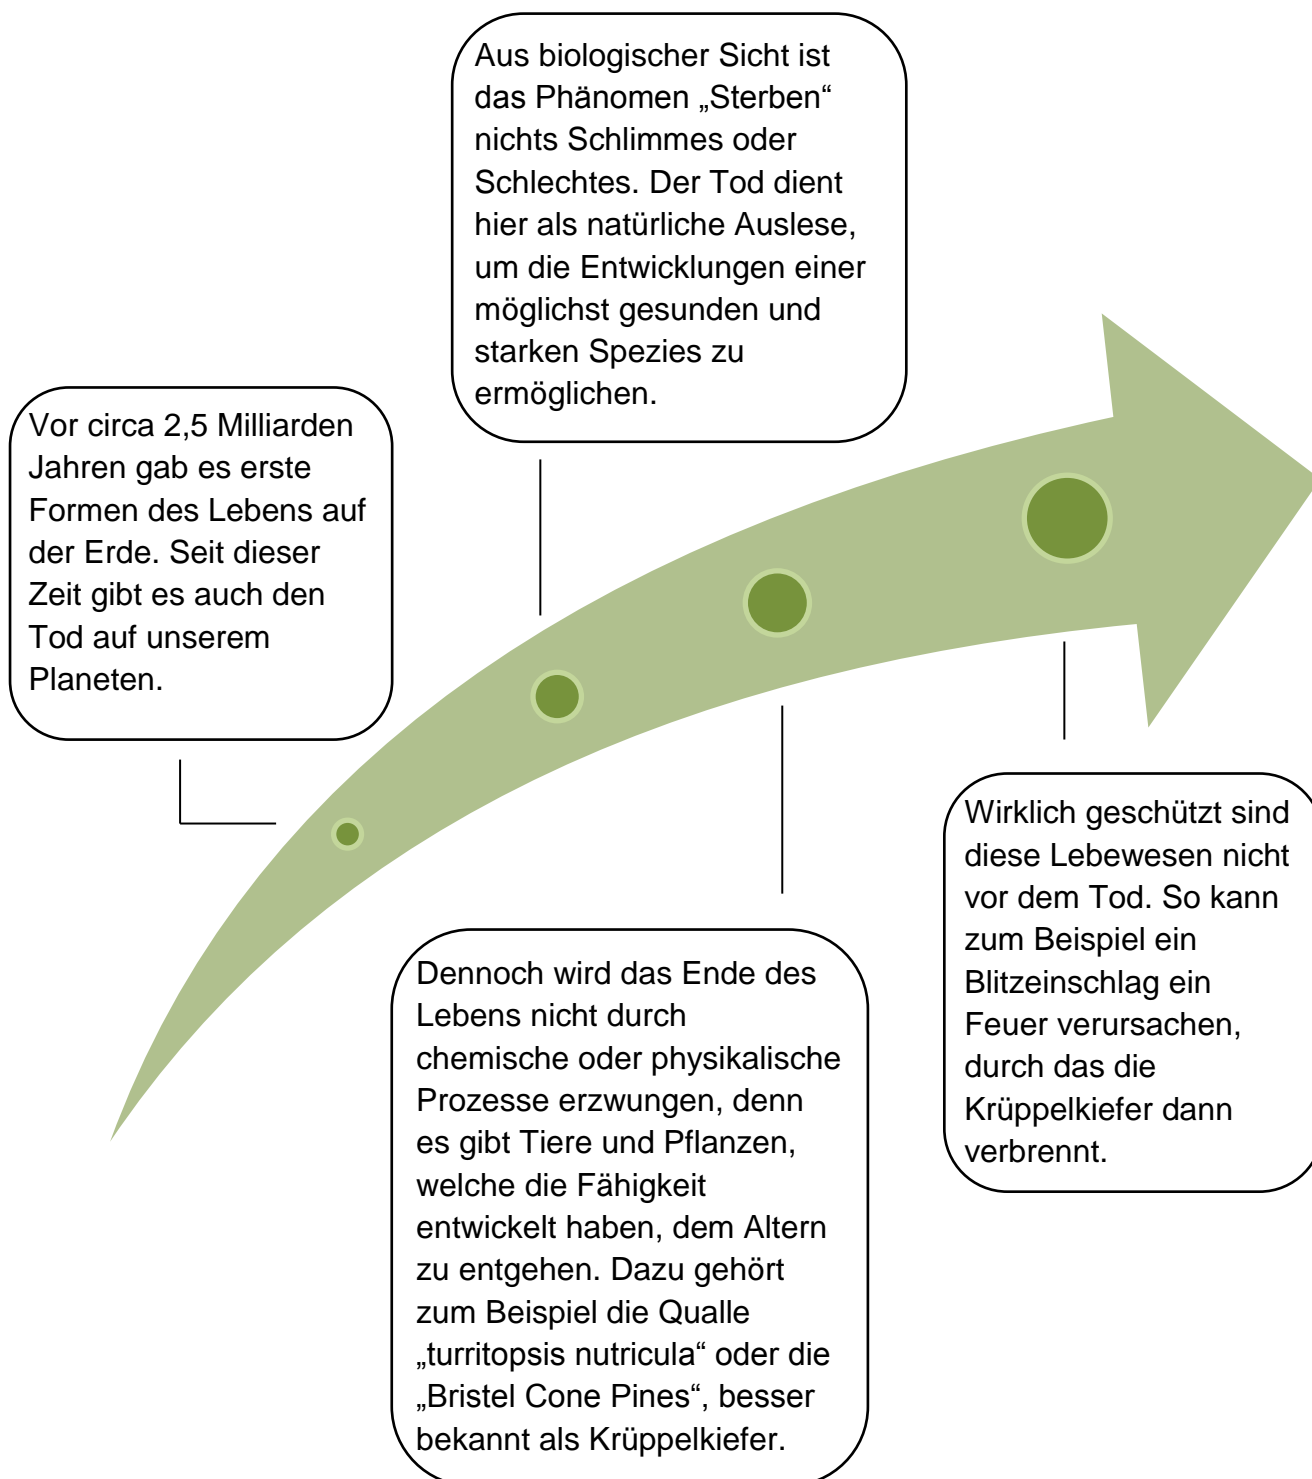 Vor circa 2,5 Milliarden
Jahren gab es erste
Formen des Lebens auf
der Erde. Seit dieser
Zeit gibt es auch den
Tod auf unserem
Planeten.
Aus biologischer Sicht ist
das Phänomen „Sterben“
nichts Schlimmes oder
Schlechtes. Der Tod dient
hier als natürliche Auslese,
um die Entwicklungen einer
möglichst gesunden und
starken Spezies zu
ermöglichen.
Dennoch wird das Ende des
Lebens nicht durch
chemische oder physikalische
Prozesse erzwungen, denn
es gibt Tiere und Pflanzen,
welche die Fähigkeit
entwickelt haben, dem Altern
zu entgehen. Dazu gehört
zum Beispiel die Qualle
„turritopsis nutricula“ oder die
„Bristel Cone Pines“, besser
bekannt als Krüppelkiefer.
Wirklich geschützt sind
diese Lebewesen nicht
vor dem Tod. So kann
zum Beispiel ein
Blitzeinschlag ein
Feuer verursachen,
durch das die
Krüppelkiefer dann
verbrennt.